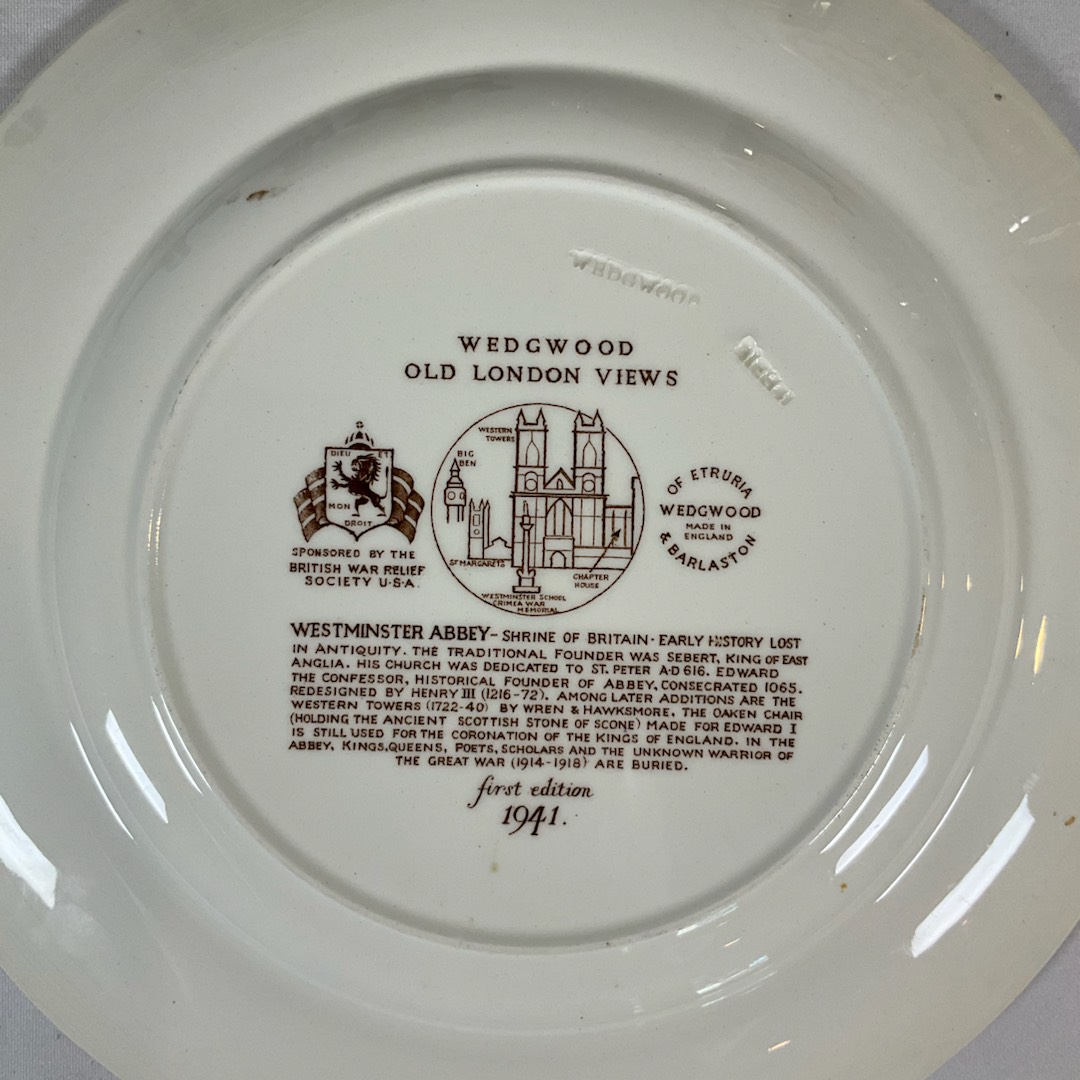 WEDGWOOD
WEDGWOOD
OLD LONDON VIEWS
DIEU ET
MON
DROIT
SPONSORED BY THE
BRITISH WAR RELIEF
SOCIETY U·S·A·
WESTERN
TOWERS
BIG
BEN
ST MARGARETS
CHAPTER
HOUSE
WESTMINSTER SCHOOL
CRIMEA WAR
MEMORIAL
OF ETRURIA
WEDGWOOD
MADE IN
ENGLAND
& BARLASTON
WESTMINSTER ABBEY – SHRINE OF BRITAIN · EARLY HISTORY LOST
IN ANTIQUITY. THE TRADITIONAL FOUNDER WAS SEBERT, KING OF EAST
ANGLIA. HIS CHURCH WAS DEDICATED TO ST. PETER A·D 616. EDWARD
THE CONFESSOR, HISTORICAL FOUNDER OF ABBEY, CONSECRATED 1065.
REDESIGNED BY HENRY III (1216-72). AMONG LATER ADDITIONS ARE THE
WESTERN TOWERS (1722-40) BY WREN & HAWKSMORE. THE OAKEN CHAIR
(HOLDING THE ANCIENT SCOTTISH STONE OF SCONE) MADE FOR EDWARD I
IS STILL USED FOR THE CORONATION OF THE KINGS OF ENGLAND. IN THE
ABBEY, KINGS, QUEENS, POETS, SCHOLARS AND THE UNKNOWN WARRIOR OF
THE GREAT WAR (1914-1918) ARE BURIED.
first edition
1941.